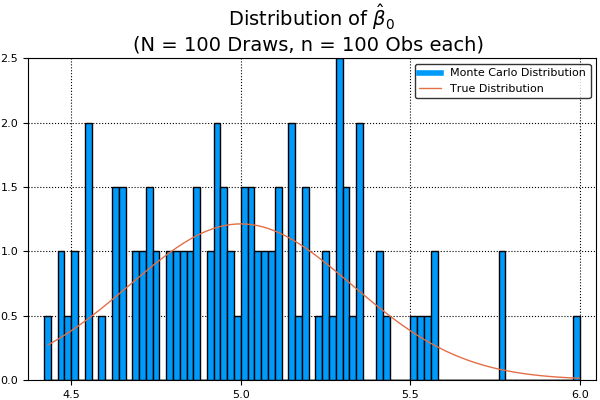 Distribution of β̂₀
(N = 100 Draws, n = 100 Obs each)
Monte Carlo Distribution
True Distribution
2.5
2.0
1.5
1.0
0.5
0.0
4.5 5.0 5.5 6.0